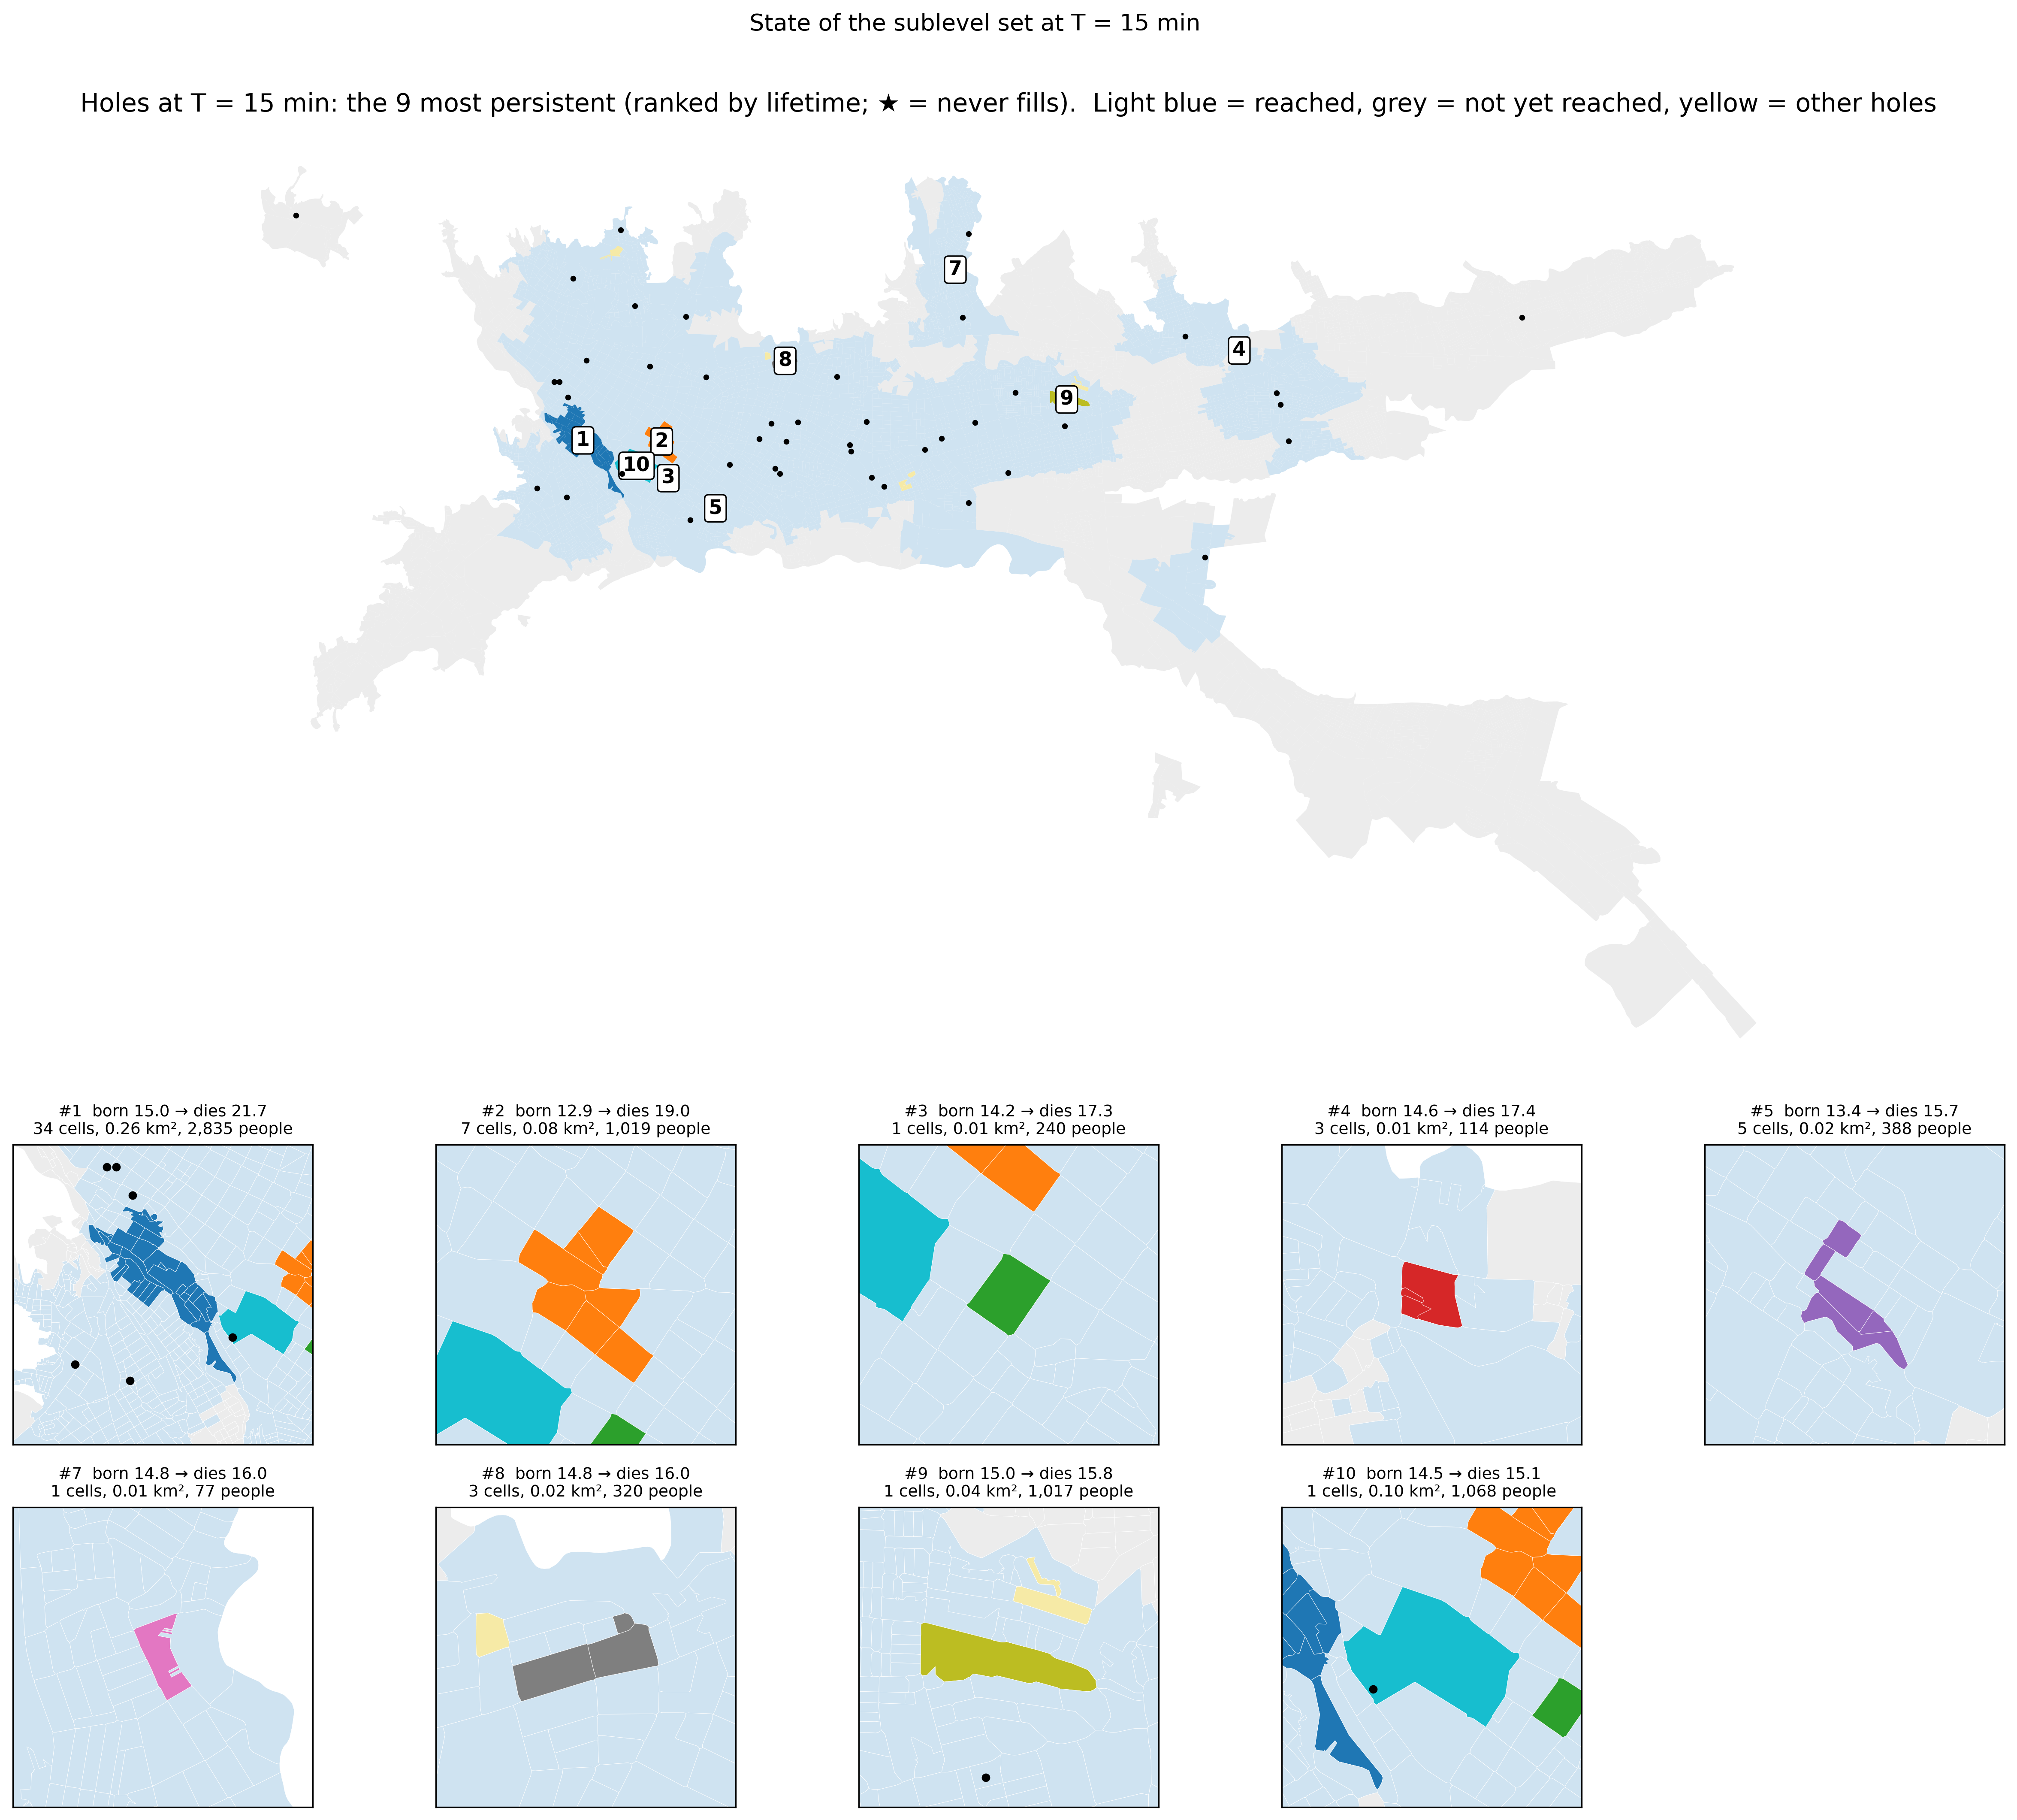 State of the sublevel set at T = 15 min
Holes at T = 15 min: the 9 most persistent (ranked by lifetime; ★ = never fills).  Light blue = reached, grey = not yet reached, yellow = other holes
7
4
8
9
1
2
10
3
5
#1  born 15.0 → dies 21.7
34 cells, 0.26 km², 2,835 people
#2  born 12.9 → dies 19.0
7 cells, 0.08 km², 1,019 people
#3  born 14.2 → dies 17.3
1 cells, 0.01 km², 240 people
#4  born 14.6 → dies 17.4
3 cells, 0.01 km², 114 people
#5  born 13.4 → dies 15.7
5 cells, 0.02 km², 388 people
#7  born 14.8 → dies 16.0
1 cells, 0.01 km², 77 people
#8  born 14.8 → dies 16.0
3 cells, 0.02 km², 320 people
#9  born 15.0 → dies 15.8
1 cells, 0.04 km², 1,017 people
#10  born 14.5 → dies 15.1
1 cells, 0.10 km², 1,068 people